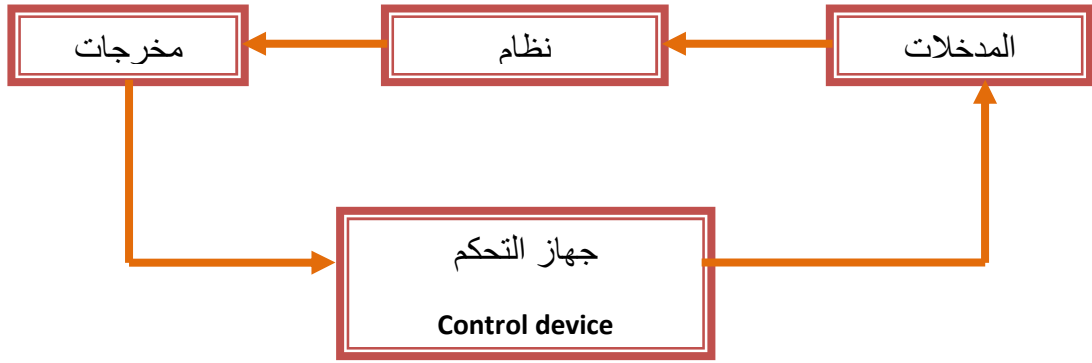 المدخلات
نظام
مخرجات
جهاز التحكم
Control device